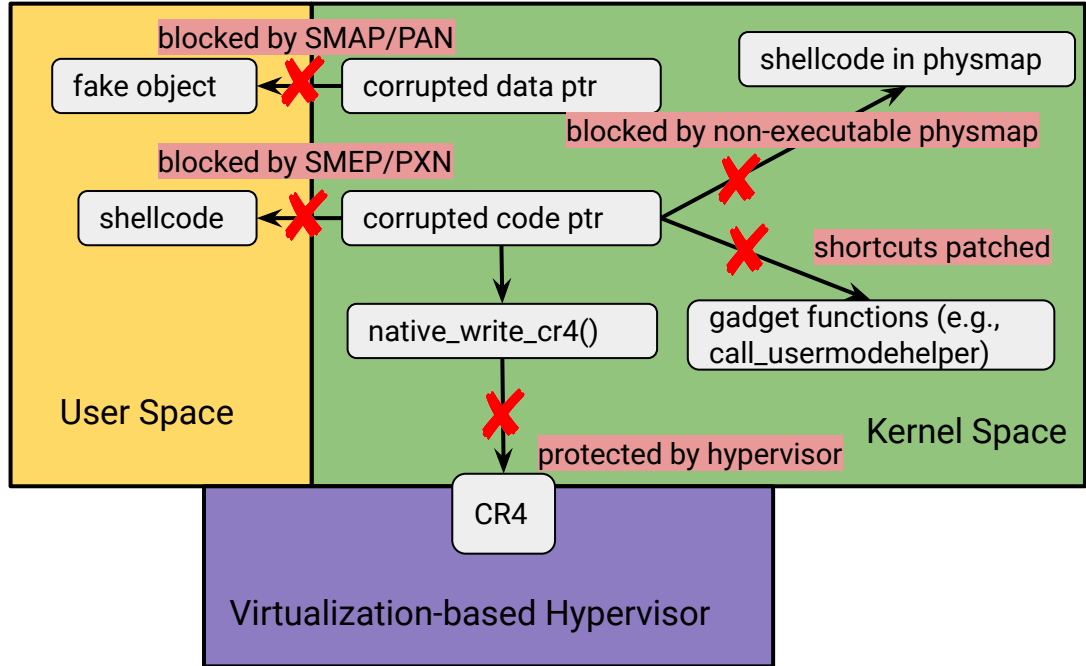 blocked by SMAP/PAN
fake object
corrupted data ptr
shellcode in physmap
blocked by non-executable physmap
blocked by SMEP/PXN
shellcode
corrupted code ptr
shortcuts patched
native_write_cr4()
gadget functions (e.g.,
call_usermodehelper)
User Space
Kernel Space
protected by hypervisor
CR4
Virtualization-based Hypervisor